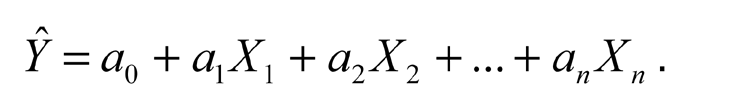 Ŷ = a₀ + a₁X₁ + a₂X₂ + ... + aₙXₙ .